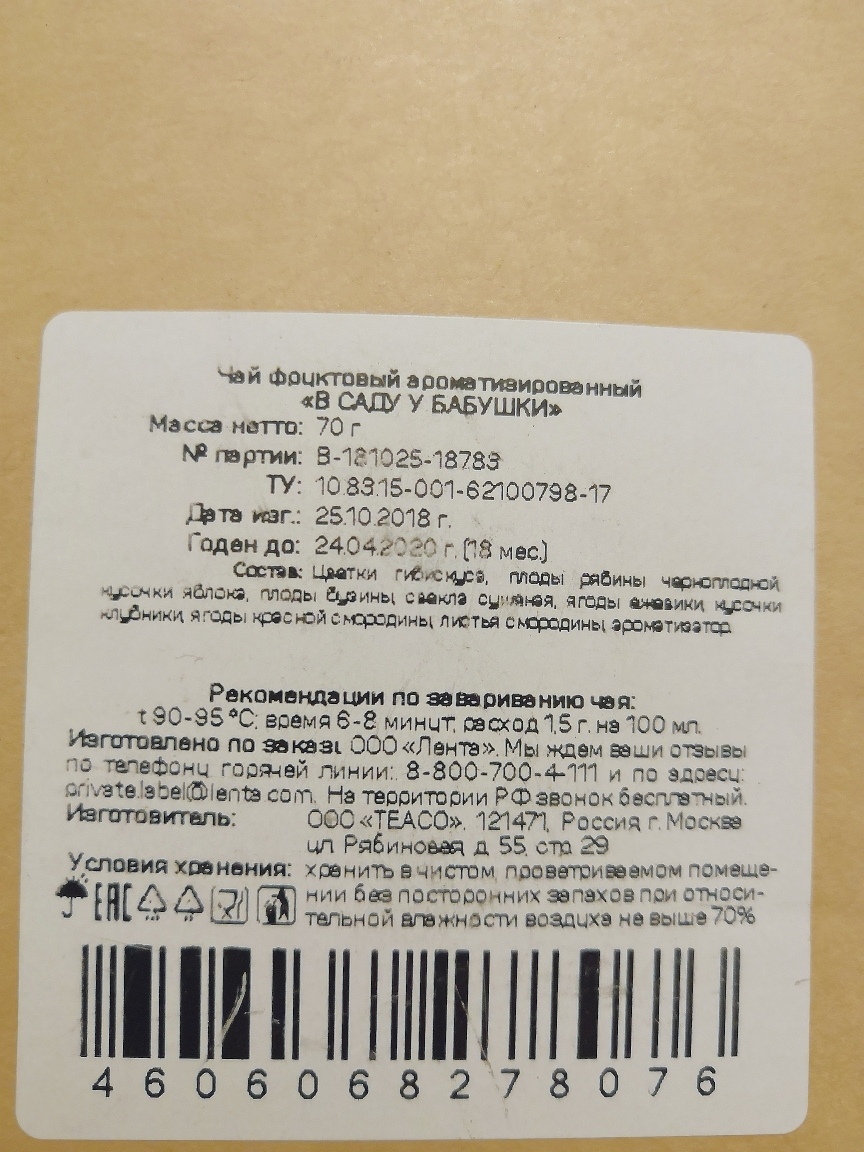 Чай фруктовый ароматизированный
«В САДУ У БАБУШКИ»
Масса нетто: 70 г
№ партии: В-181025-18783
ТУ: 10.83.15-001-62100798-17
Дата изг.: 25.10.2018 г.
Годен до: 24.04.2020 г. (18 мес.)
Состав: Цветки гибискуса, плоды рябины черноплодной,
кусочки яблока, плоды бузины, свекла сушеная, ягоды ежевики, кусочки
клубники, ягоды красной смородины, листья смородины, ароматизатор.
Рекомендации по завариванию чая:
t 90-95 °C; время 6-8 минут, расход 1,5 г. на 100 мл.
Изготовлено по заказу ООО «Лента». Мы ждем ваши отзывы
по телефону горячей линии: 8-800-700-4-111 и по адресу:
private.label@lenta.com. На территории РФ звонок бесплатный.
Изготовитель: ООО «ТЕАСО», 121471, Россия г. Москва
ул Рябиновая д 55, стр 29
Условия хранения: хранить в чистом, проветриваемом помеще-
нии без посторонних запахов при относи-
тельной влажности воздуха не выше 70%
EAC
4606068278076